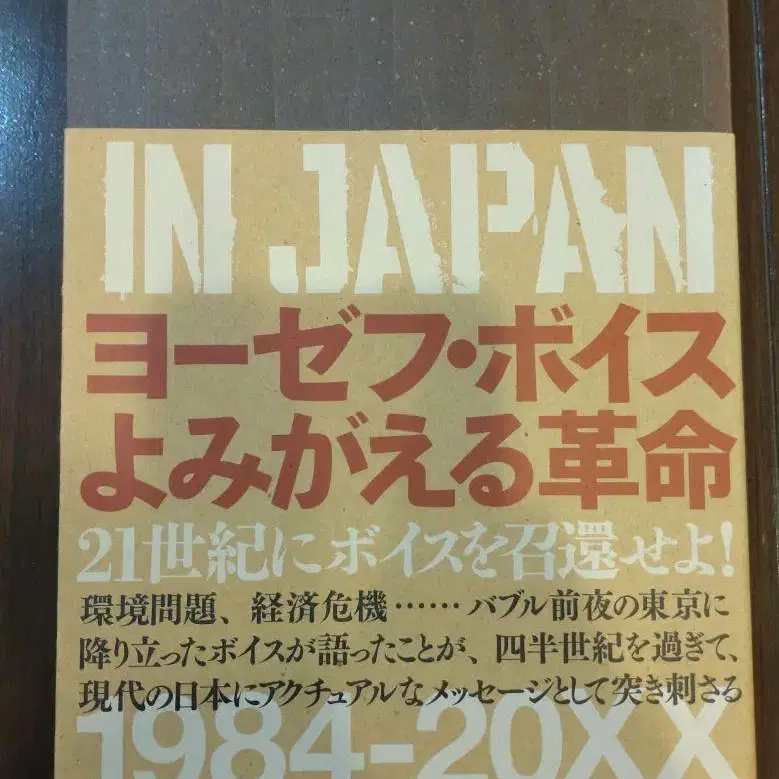 IN JAPAN
ヨーゼフ・ボイス
よみがえる革命
21世紀にボイスを召還せよ!
環境問題、経済危機……バブル前夜の東京に
降り立ったボイスが語ったことが、四半世紀を過ぎて、
現代の日本にアクチュアルなメッセージとして突き刺さる
1984-20XX